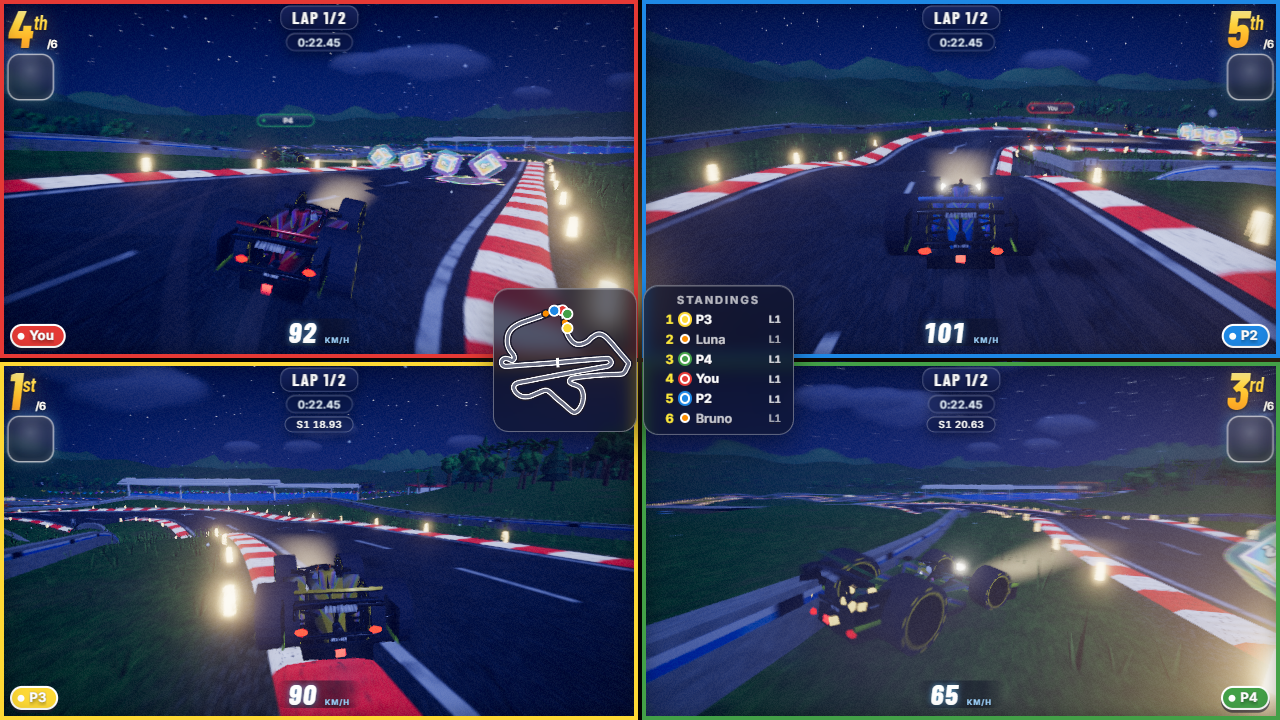 4th
/6
LAP 1/2
0:22.45
P4
92 KM/H
You
LAP 1/2
0:22.45
5th
/6
You
101 KM/H
P2
STANDINGS
1 P3 L1
2 Luna L1
3 P4 L1
4 You L1
5 P2 L1
6 Bruno L1
1st
/6
LAP 1/2
0:22.45
S1 18.93
90 KM/H
P3
LAP 1/2
0:22.45
S1 20.63
3rd
/6
65 KM/H
P4